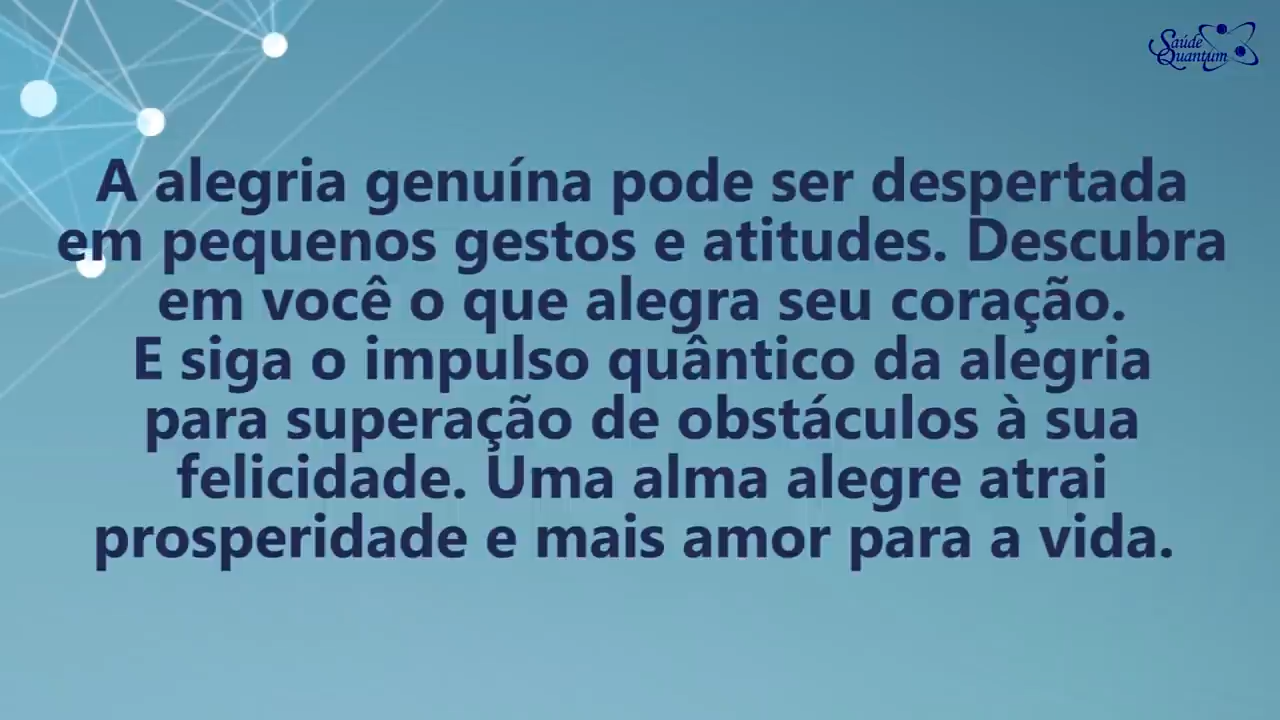 Saúde
Quantum
A alegria genuína pode ser despertada
em pequenos gestos e atitudes. Descubra
em você o que alegra seu coração.
E siga o impulso quântico da alegria
para superação de obstáculos à sua
felicidade. Uma alma alegre atrai
prosperidade e mais amor para a vida.